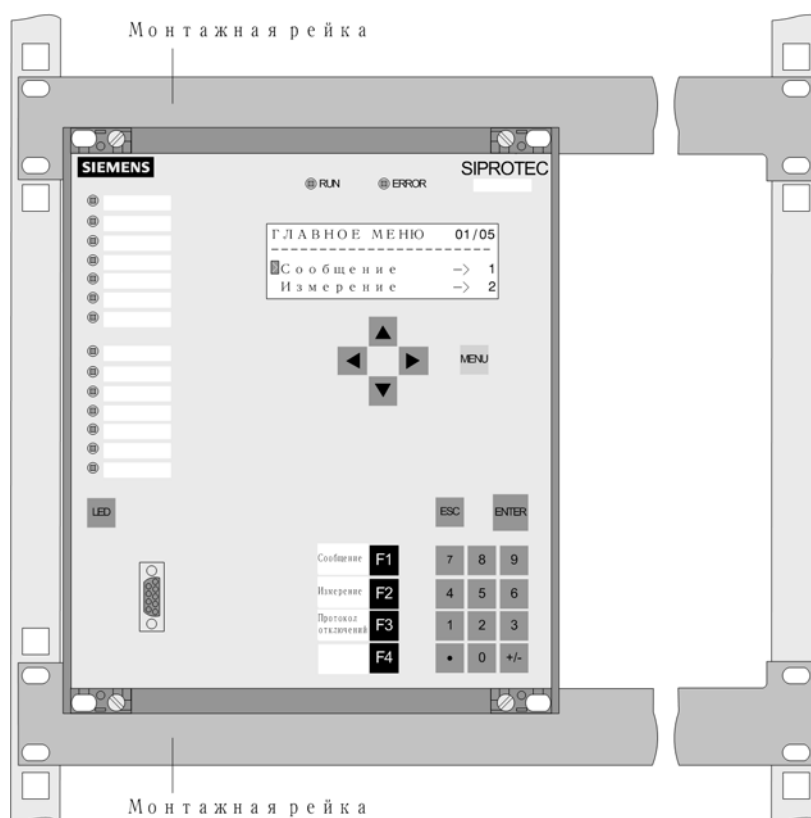 Монтажная рейка
SIEMENS
SIPROTEC
RUN
ERROR
ГЛАВНОЕ МЕНЮ 01/05
Сообщение –> 1
Измерение –> 2
MENU
LED
ESC
ENTER
Сообщение F1
7 8 9
Измерение F2
4 5 6
Протокол
отключений F3
1 2 3
F4
• 0 +/-
Монтажная рейка